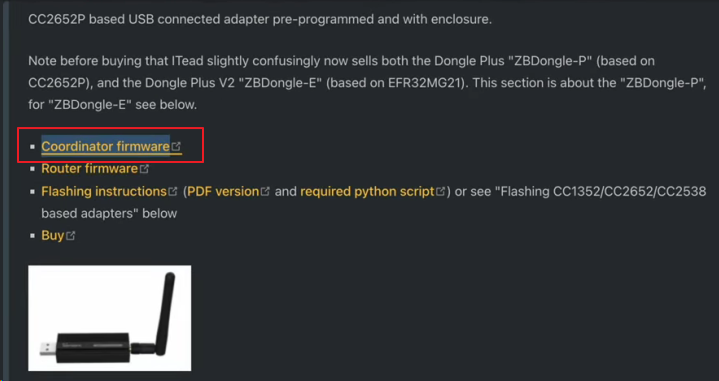 CC2652P based USB connected adapter pre-programmed and with enclosure.
Note before buying that ITead slightly confusingly now sells both the Dongle Plus "ZBDongle-P" (based on
CC2652P), and the Dongle Plus V2 "ZBDongle-E" (based on EFR32MG21). This section is about the "ZBDongle-P",
for "ZBDongle-E" see below.
Coordinator firmware
Router firmware
Flashing instructions (PDF version and required python script) or see "Flashing CC1352/CC2652/CC2538
based adapters" below
Buy